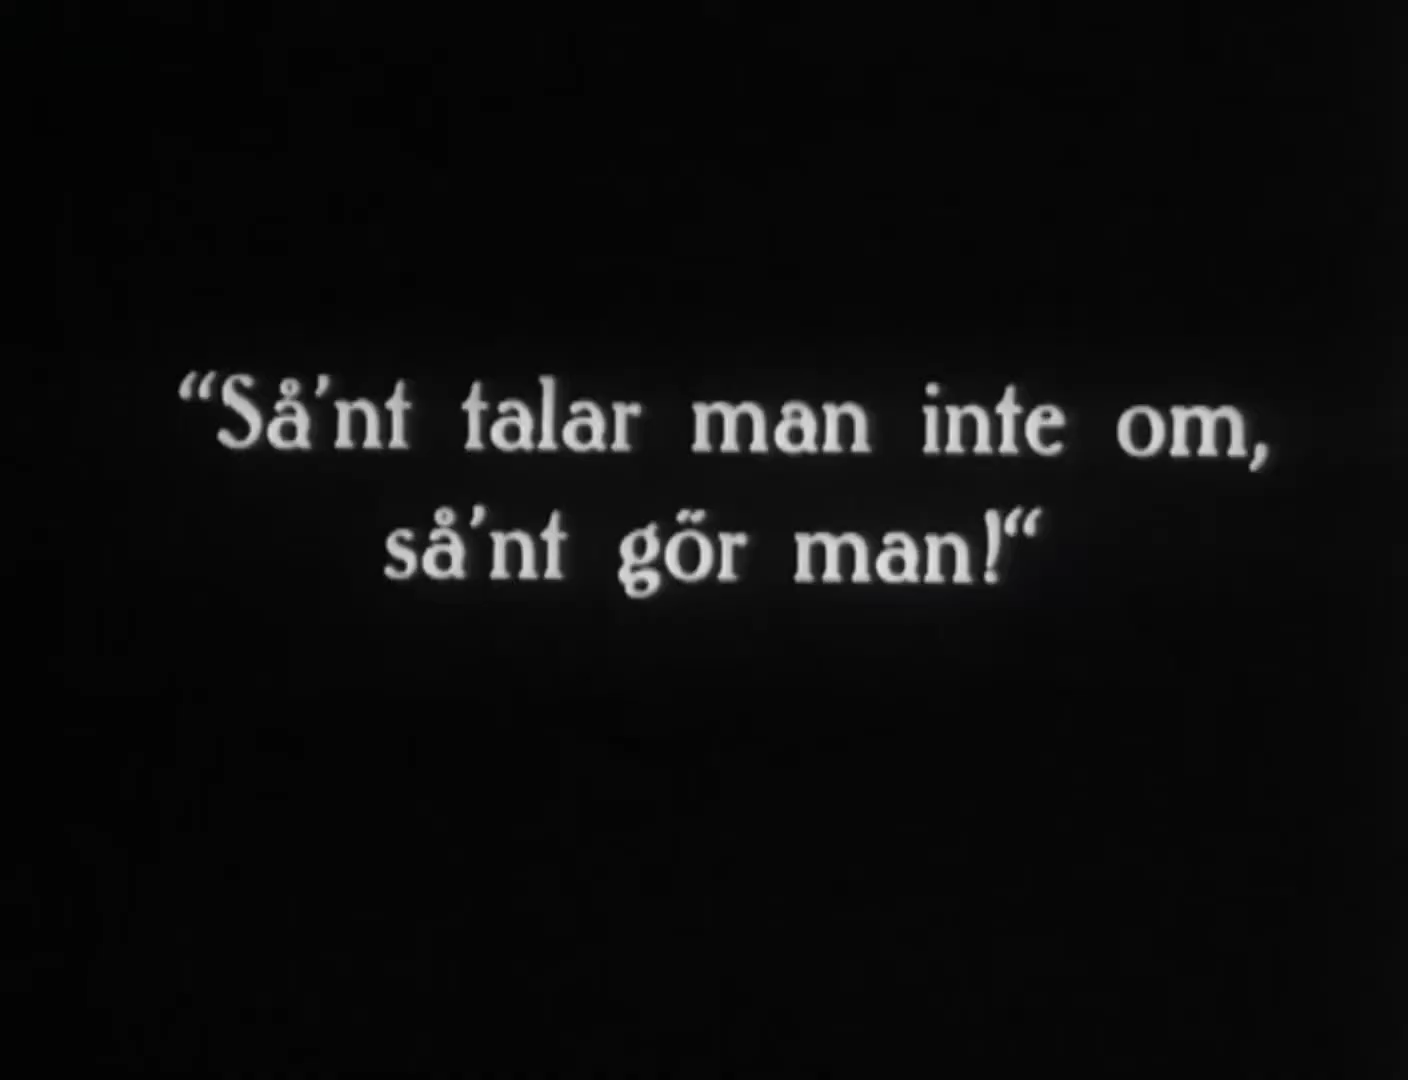 “Så’nt talar man inte om,
så’nt gör man!“